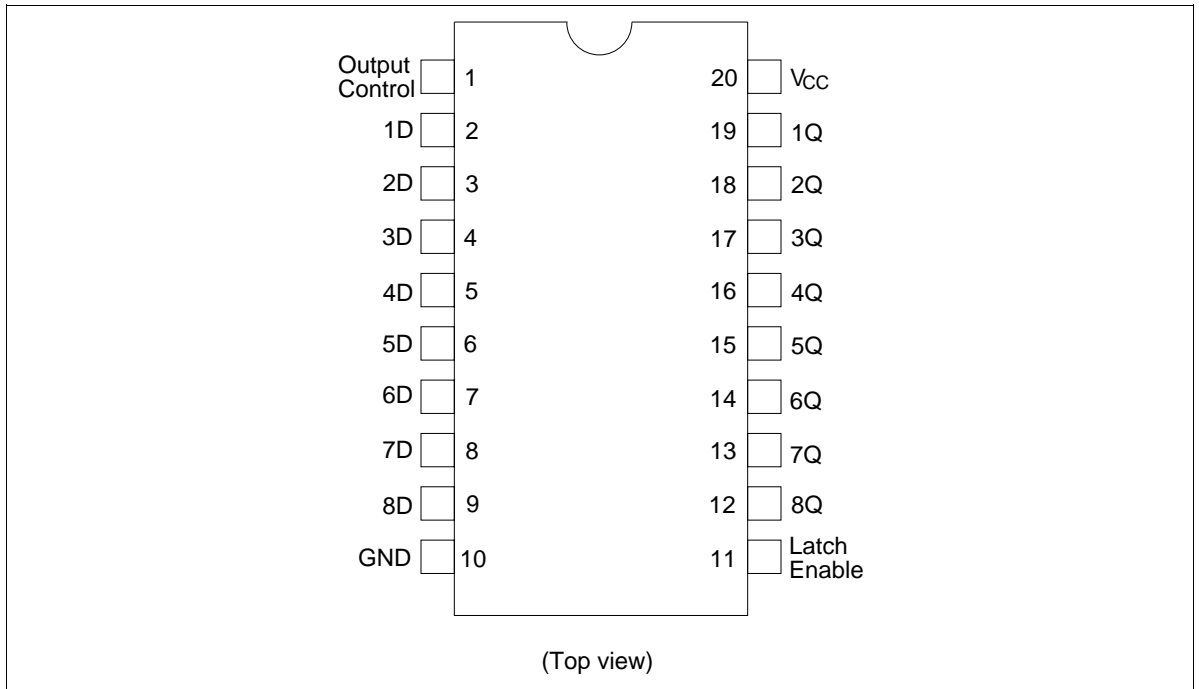 Output
Control 1 20 VCC
1D 2 19 1Q
2D 3 18 2Q
3D 4 17 3Q
4D 5 16 4Q
5D 6 15 5Q
6D 7 14 6Q
7D 8 13 7Q
8D 9 12 8Q
GND 10 11 Latch
Enable
(Top view)